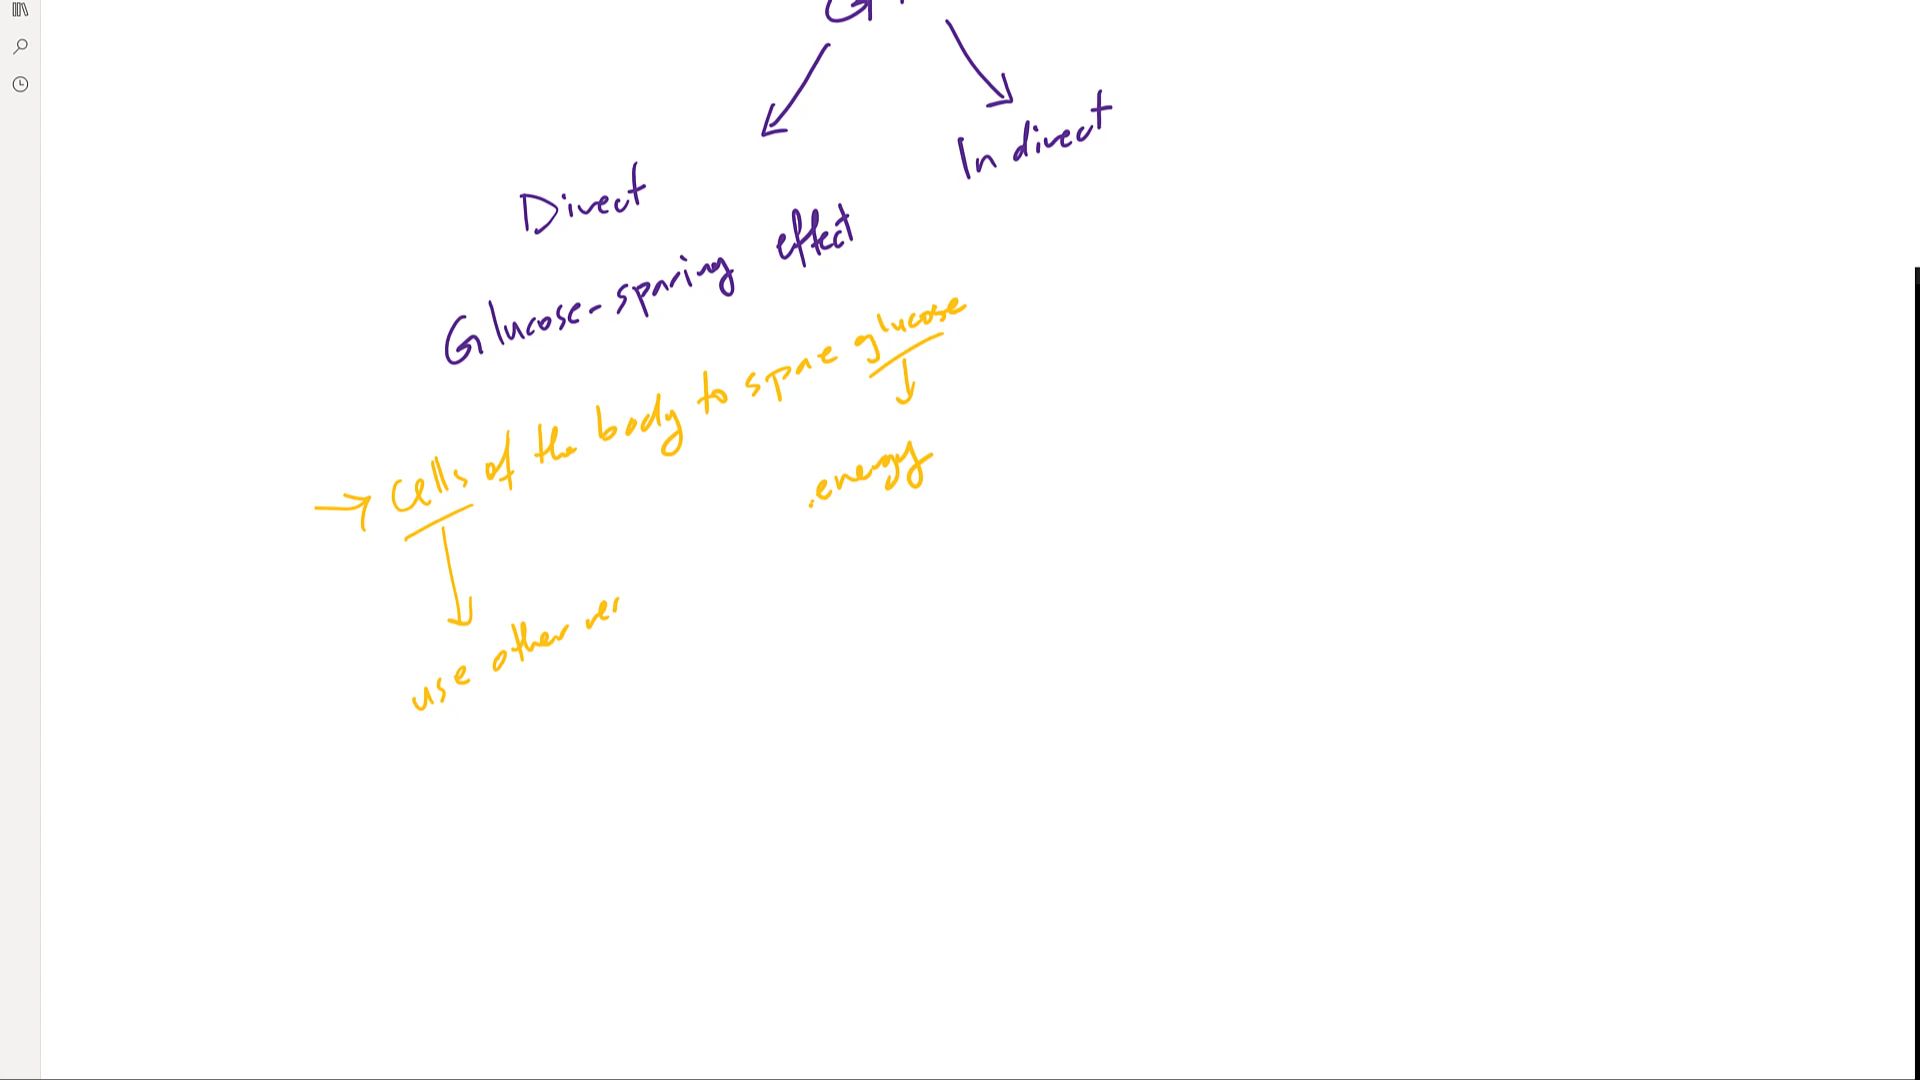 Direct
In direct
Glucose-sparing effect
→ cells of the body to spare glucose
energy
use other